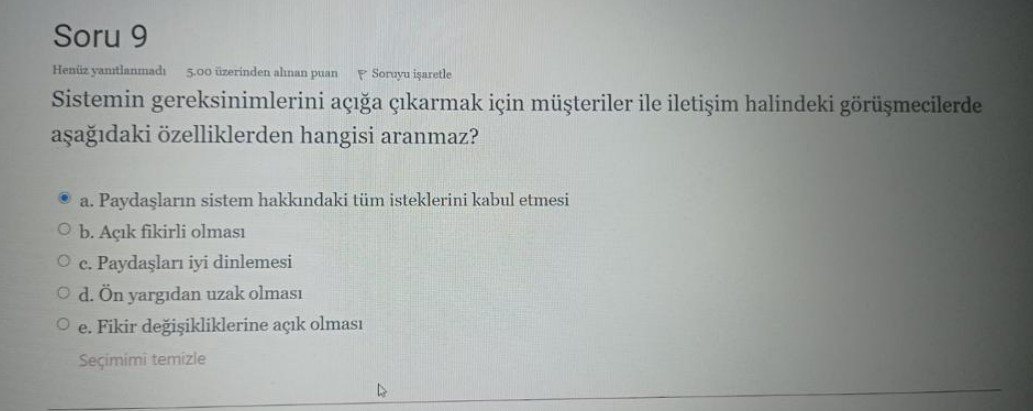 Soru 9
Henüz yanıtlanmadı 5.00 üzerinden alınan puan Soruyu işaretle
Sistemin gereksinimlerini açığa çıkarmak için müşteriler ile iletişim halindeki görüşmecilerde
aşağıdaki özelliklerden hangisi aranmaz?
a. Paydaşların sistem hakkındaki tüm isteklerini kabul etmesi
b. Açık fikirli olması
c. Paydaşları iyi dinlemesi
d. Ön yargıdan uzak olması
e. Fikir değişikliklerine açık olması
Seçimimi temizle